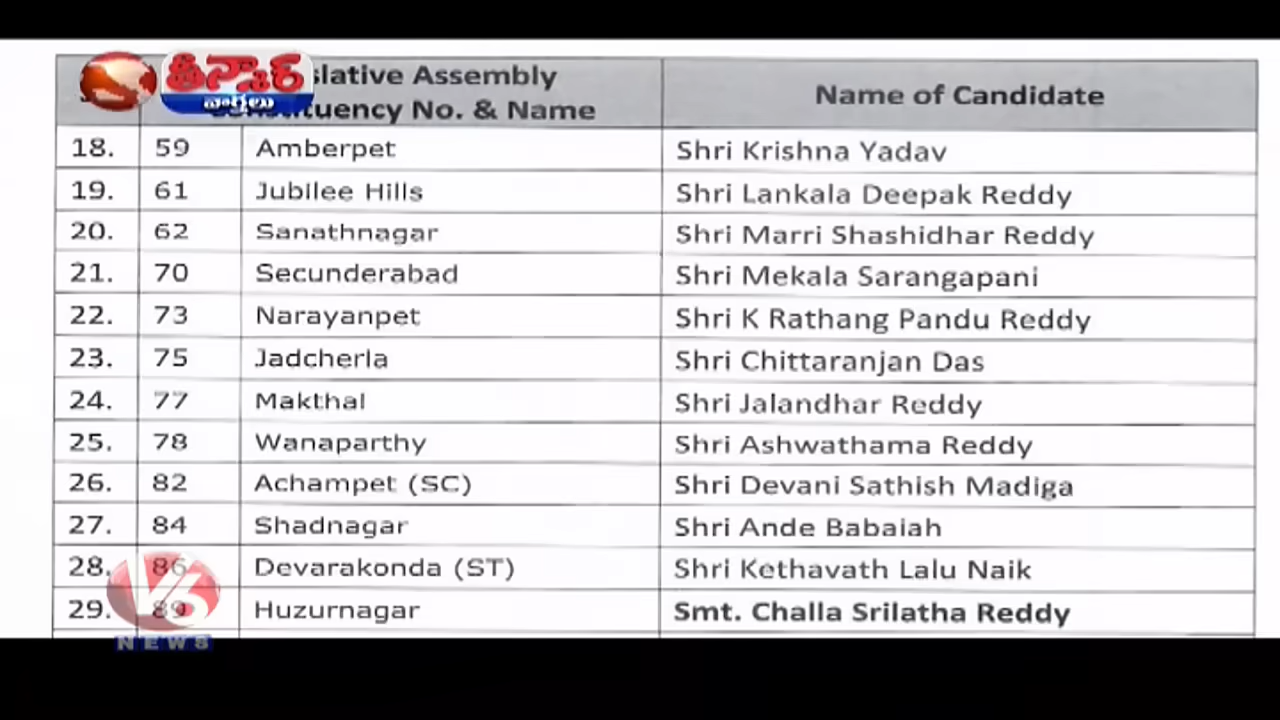 తీన్మార్
వార్తలు
slative Assembly
Constituency No. & Name
Name of Candidate
18. 59 Amberpet Shri Krishna Yadav
19. 61 Jubilee Hills Shri Lankala Deepak Reddy
20. 62 Sanathnagar Shri Marri Shashidhar Reddy
21. 70 Secunderabad Shri Mekala Sarangapani
22. 73 Narayanpet Shri K Rathang Pandu Reddy
23. 75 Jadcherla Shri Chittaranjan Das
24. 77 Makthal Shri Jalandhar Reddy
25. 78 Wanaparthy Shri Ashwathama Reddy
26. 82 Achampet (SC) Shri Devani Sathish Madiga
27. 84 Shadnagar Shri Ande Babaiah
28. 86 Devarakonda (ST) Shri Kethavath Lalu Naik
29. 89 Huzurnagar Smt. Challa Srilatha Reddy
V6
NEWS